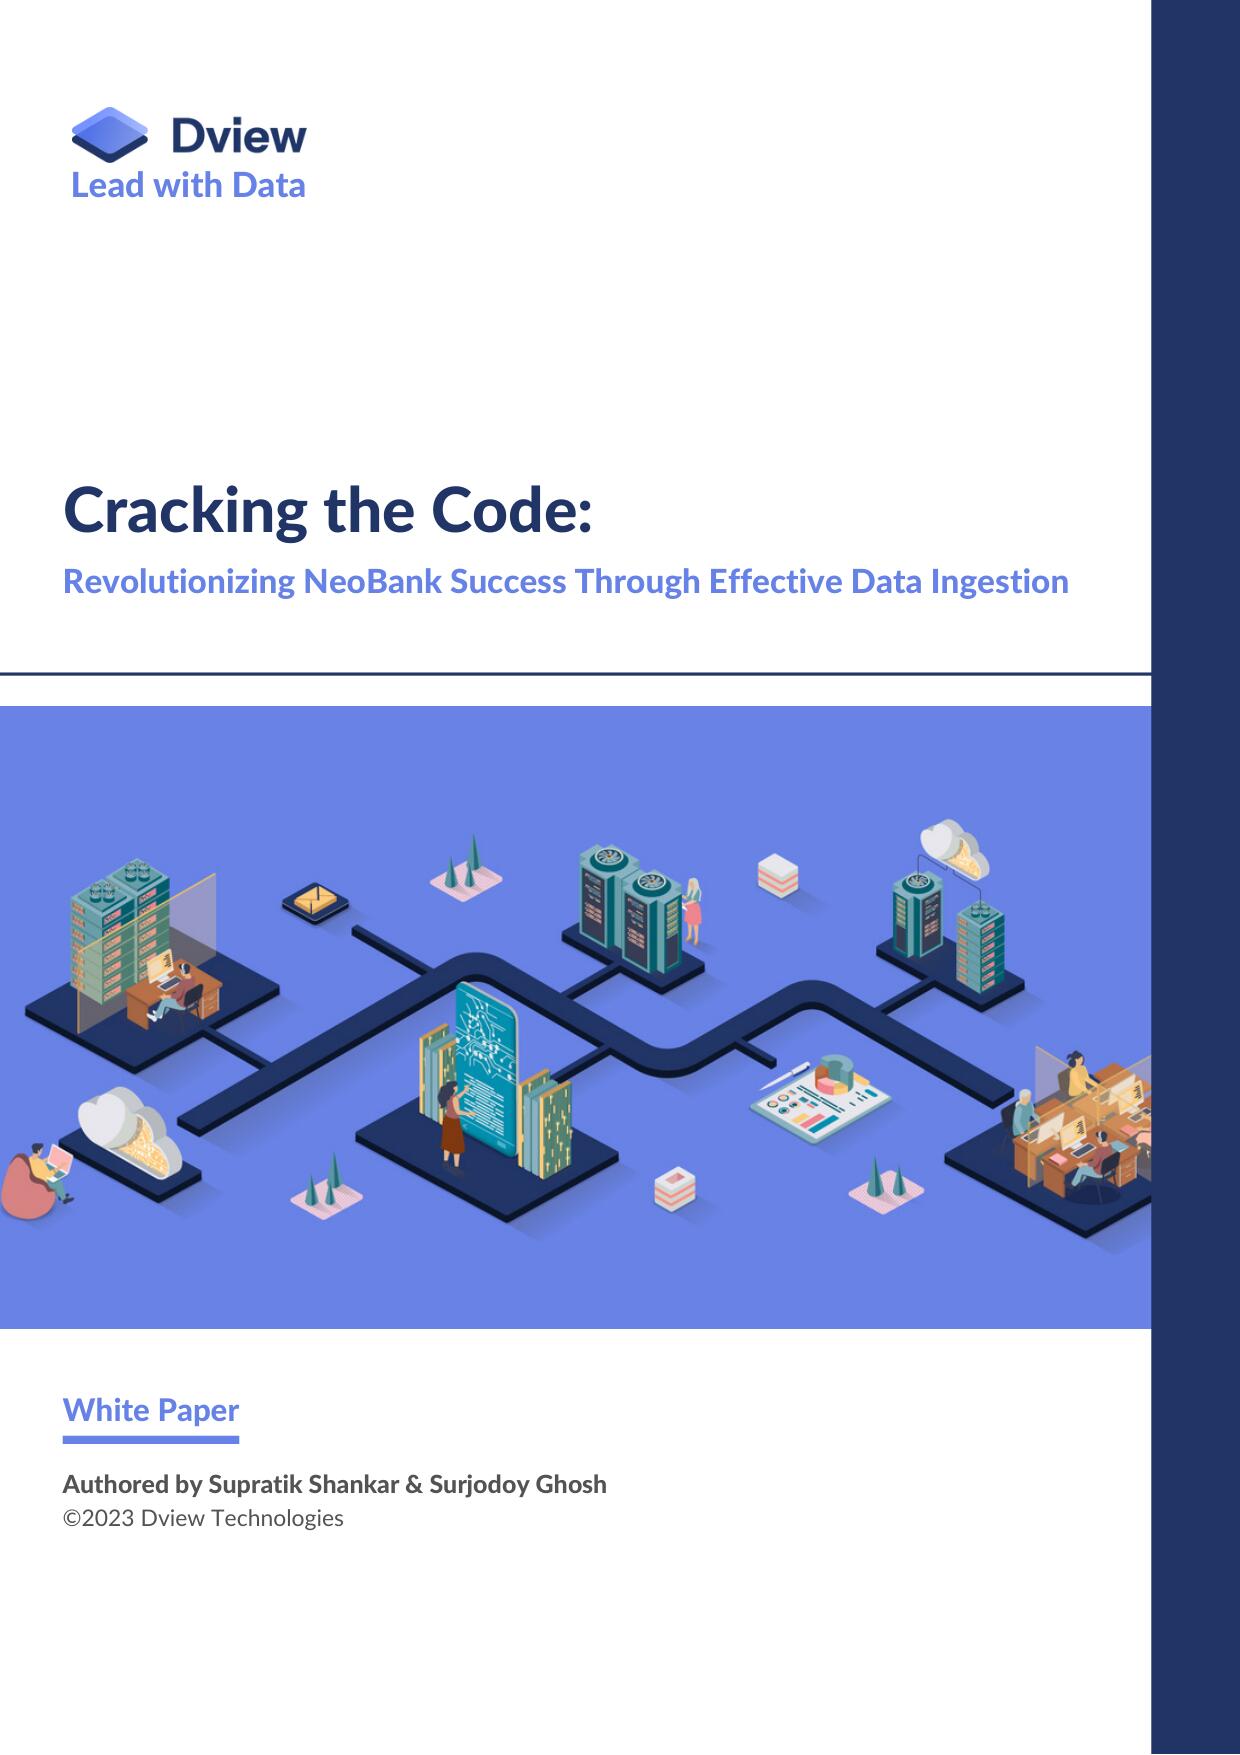 Dview
Lead with Data
Cracking the Code:
Revolutionizing NeoBank Success Through Effective Data Ingestion
White Paper
Authored by Supratik Shankar & Surjodoy Ghosh
©2023 Dview Technologies